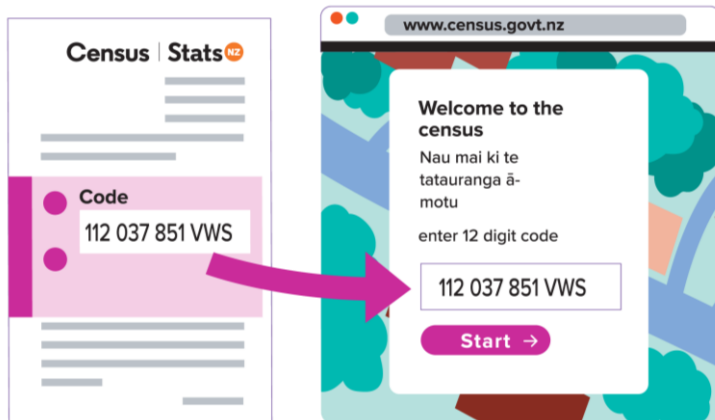 Census | Stats NZ
Code
112 037 851 VWS
www.census.govt.nz
Welcome to the
census
Nau mai ki te
tatauranga ā-
motu
enter 12 digit code
112 037 851 VWS
Start →